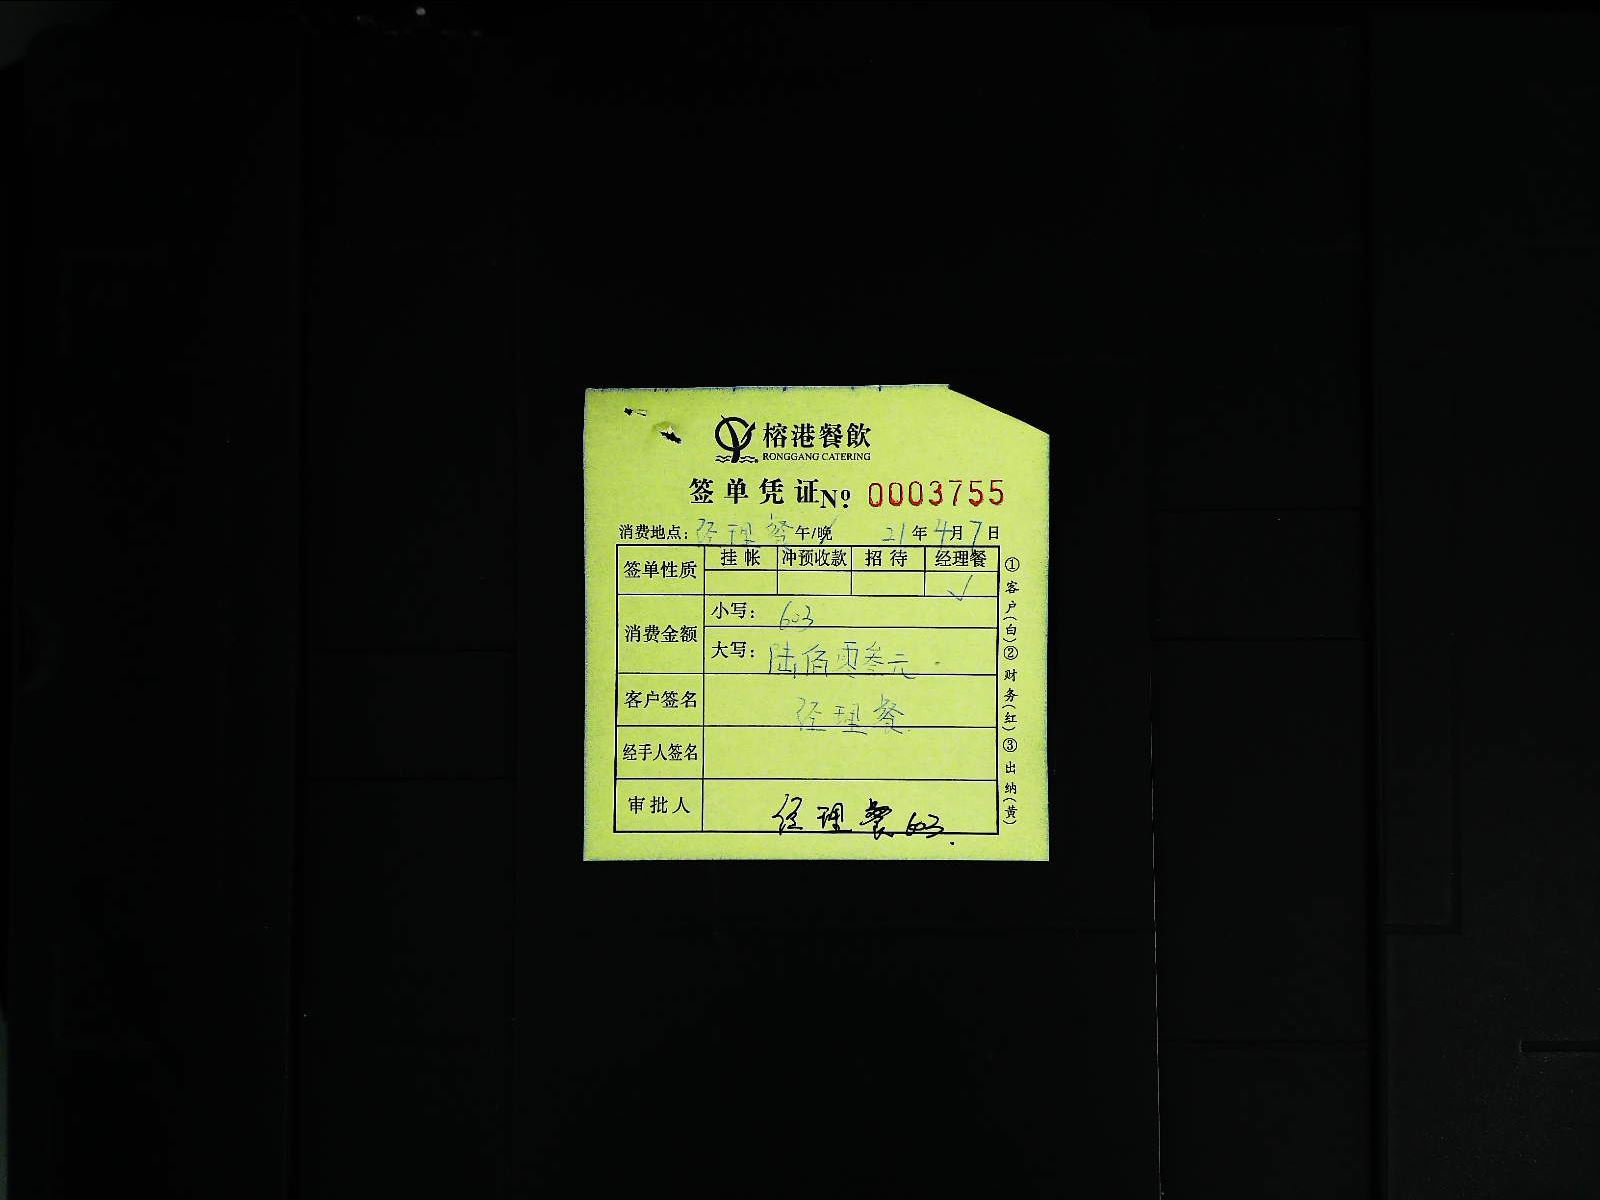 榕港餐飲
RONGGANG CATERING
签单凭证№ 0003755
消费地点：经理餐 午/晚 21年4月7日
签单性质 挂帐 冲预收款 招待 经理餐
√
消费金额 小写：603
大写：陆佰零叁元.
客户签名 经理餐
经手人签名
审批人 经理餐 603.
①客户(白)②财务(红)③出纳(黄)